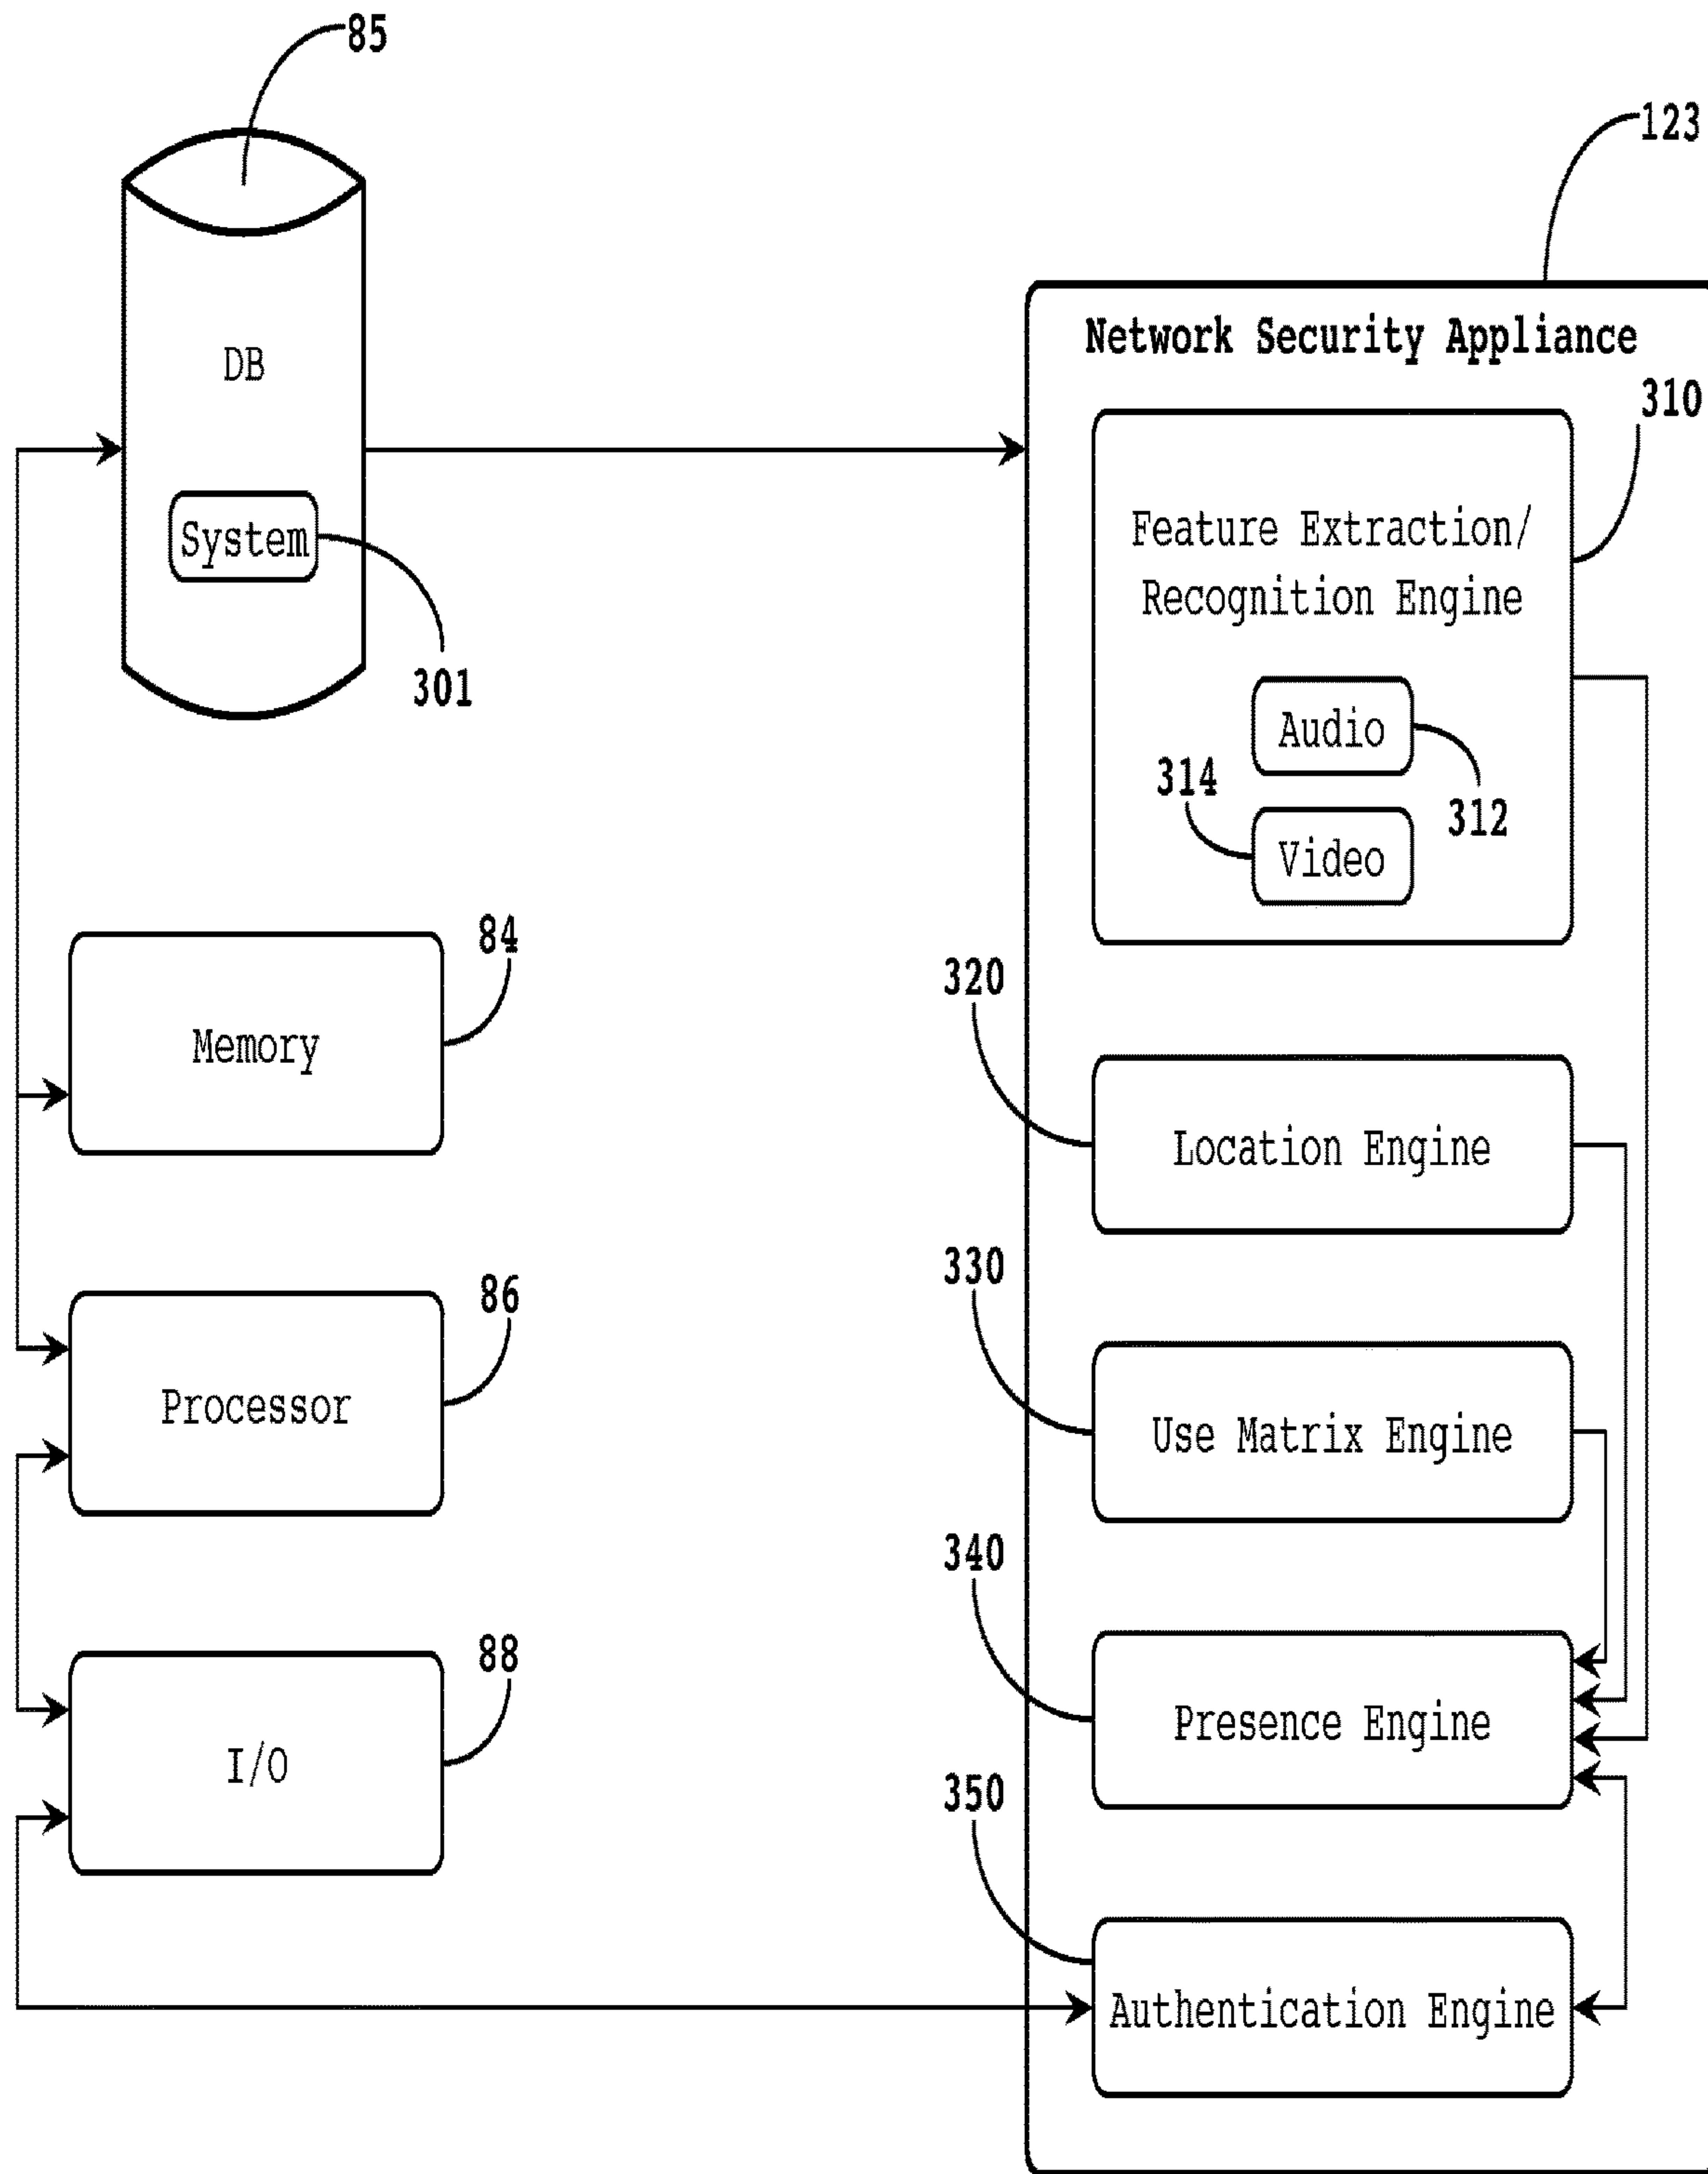 85
123
Network Security Appliance
310
DB
Feature Extraction/
Recognition Engine
System
301
Audio
314
312
Video
84
320
Memory
Location Engine
330
86
Processor
Use Matrix Engine
340
88
I/O
Presence Engine
350
Authentication Engine